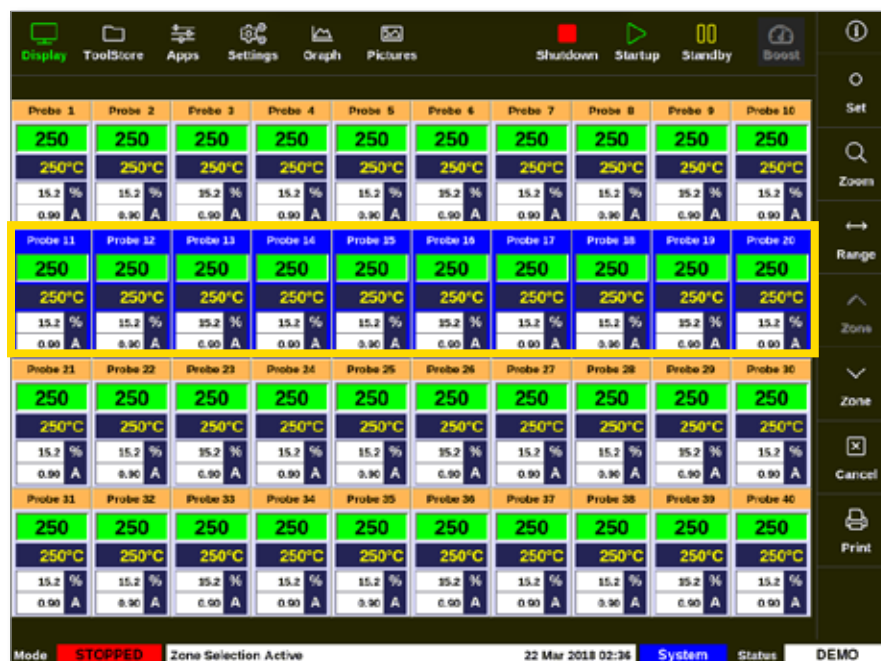 Display ToolStore Apps Settings Graph Pictures Shutdown Startup Standby Boost
Set
Zoom
Range
Zone
Zone
Cancel
Print
Probe 1 Probe 2 Probe 3 Probe 4 Probe 5 Probe 6 Probe 7 Probe 8 Probe 9 Probe 10
250 250 250 250 250 250 250 250 250 250
250°C 250°C 250°C 250°C 250°C 250°C 250°C 250°C 250°C 250°C
15.2 % 15.2 % 15.2 % 15.2 % 15.2 % 15.2 % 15.2 % 15.2 % 15.2 % 15.2 %
0.90 A 0.90 A 0.90 A 0.90 A 0.90 A 0.90 A 0.90 A 0.90 A 0.90 A 0.90 A
Probe 11 Probe 12 Probe 13 Probe 14 Probe 15 Probe 16 Probe 17 Probe 18 Probe 19 Probe 20
250 250 250 250 250 250 250 250 250 250
250°C 250°C 250°C 250°C 250°C 250°C 250°C 250°C 250°C 250°C
15.2 % 15.2 % 15.2 % 15.2 % 15.2 % 15.2 % 15.2 % 15.2 % 15.2 % 15.2 %
0.90 A 0.90 A 0.90 A 0.90 A 0.90 A 0.90 A 0.90 A 0.90 A 0.90 A 0.90 A
Probe 21 Probe 22 Probe 23 Probe 24 Probe 25 Probe 26 Probe 27 Probe 28 Probe 29 Probe 30
250 250 250 250 250 250 250 250 250 250
250°C 250°C 250°C 250°C 250°C 250°C 250°C 250°C 250°C 250°C
15.2 % 15.2 % 15.2 % 15.2 % 15.2 % 15.2 % 15.2 % 15.2 % 15.2 % 15.2 %
0.90 A 0.90 A 0.90 A 0.90 A 0.90 A 0.90 A 0.90 A 0.90 A 0.90 A 0.90 A
Probe 31 Probe 32 Probe 33 Probe 34 Probe 35 Probe 36 Probe 37 Probe 38 Probe 39 Probe 40
250 250 250 250 250 250 250 250 250 250
250°C 250°C 250°C 250°C 250°C 250°C 250°C 250°C 250°C 250°C
15.2 % 15.2 % 15.2 % 15.2 % 15.2 % 15.2 % 15.2 % 15.2 % 15.2 % 15.2 %
0.90 A 0.90 A 0.90 A 0.90 A 0.90 A 0.90 A 0.90 A 0.90 A 0.90 A 0.90 A
Mode STOPPED Zone Selection Active 22 Mar 2018 02:36 System Status DEMO